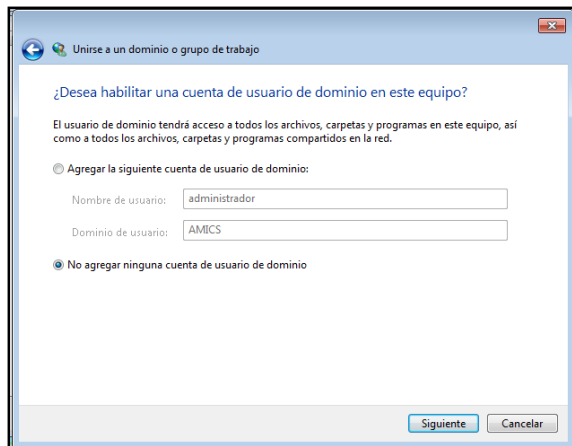 Unirse a un dominio o grupo de trabajo
¿Desea habilitar una cuenta de usuario de dominio en este equipo?
El usuario de dominio tendrá acceso a todos los archivos, carpetas y programas en este equipo, así
como a todos los archivos, carpetas y programas compartidos en la red.
Agregar la siguiente cuenta de usuario de dominio:
Nombre de usuario: administrador
Dominio de usuario: AMICS
No agregar ninguna cuenta de usuario de dominio
Siguiente Cancelar